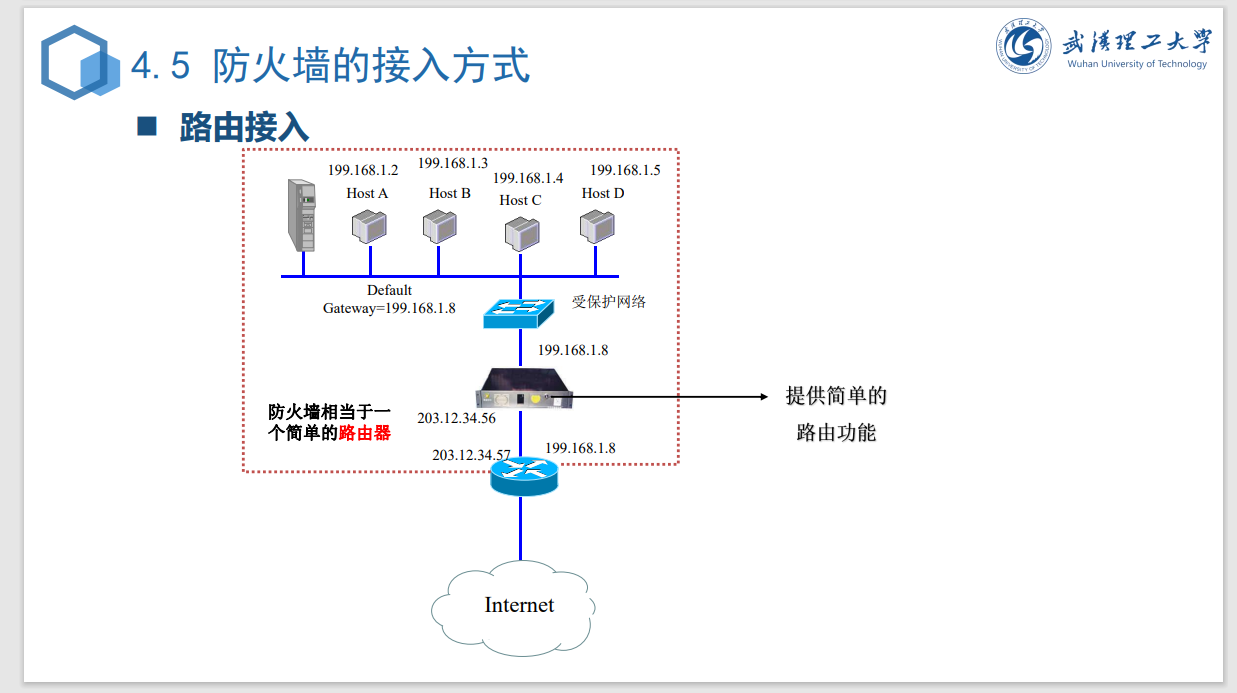 4.5 防火墙的接入方式
武汉理工大学
Wuhan University of Technology
■ 路由接入
199.168.1.2
199.168.1.3
199.168.1.4
199.168.1.5
Host A
Host B
Host C
Host D
Default
Gateway=199.168.1.8
受保护网络
199.168.1.8
防火墙相当于一
个简单的路由器
203.12.34.56
提供简单的
路由功能
203.12.34.57
199.168.1.8
Internet